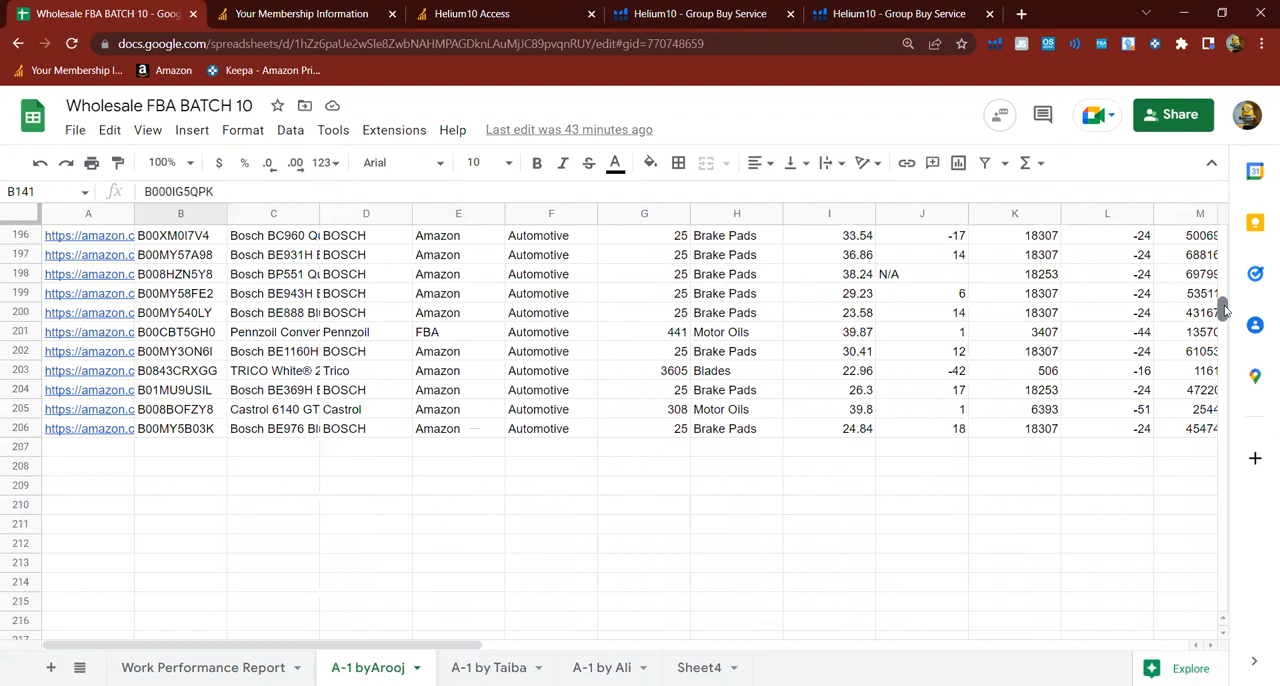 Wholesale FBA BATCH 10 - Goog
Your Membership Information
Helium10 Access
Helium10 - Group Buy Service
Helium10 - Group Buy Service
docs.google.com/spreadsheets/d/1hZz6paUe2wSle8ZwbNAHMPAGDknLAuMjJC89pvqnRUY/edit#gid=770748659
Your Membership I...
Amazon
Keepa - Amazon Pri...
Wholesale FBA BATCH 10
File Edit View Insert Format Data Tools Extensions Help Last edit was 43 minutes ago
Share
100% $ % .0 .00 123 Arial 10 B I S A
B141 fx B000IG5QPK
A B C D E F G H I J K L M
196 https://amazon.c B00XM0I7V4 Bosch BC960 Qu BOSCH Amazon Automotive 25 Brake Pads 33.54 -17 18307 -24 50069
197 https://amazon.c B00MY57A98 Bosch BE931H B BOSCH Amazon Automotive 25 Brake Pads 36.86 14 18307 -24 68816
198 https://amazon.c B008HZN5Y8 Bosch BP551 Qu BOSCH Amazon Automotive 25 Brake Pads 38.24 N/A 18253 -24 69799
199 https://amazon.c B00MY58FE2 Bosch BE943H B BOSCH Amazon Automotive 25 Brake Pads 29.23 6 18307 -24 53511
200 https://amazon.c B00MY540LY Bosch BE888 Bl BOSCH Amazon Automotive 25 Brake Pads 23.58 14 18307 -24 43167
201 https://amazon.c B00CBT5GH0 Pennzoil Conver Pennzoil FBA Automotive 441 Motor Oils 39.87 1 3407 -44 13570
202 https://amazon.c B00MY3ON6I Bosch BE1160H BOSCH Amazon Automotive 25 Brake Pads 30.41 12 18307 -24 61053
203 https://amazon.c B0843CRXGG TRICO White® 2 Trico Amazon Automotive 3605 Blades 22.96 -42 506 -16 1161
204 https://amazon.c B01MU9USIL Bosch BE369H B BOSCH Amazon Automotive 25 Brake Pads 26.3 17 18253 -24 47220
205 https://amazon.c B008BOFZY8 Castrol 6140 GT Castrol Amazon Automotive 308 Motor Oils 39.8 1 6393 -51 2544
206 https://amazon.c B00MY5B03K Bosch BE976 Bl BOSCH Amazon Automotive 25 Brake Pads 24.84 18 18307 -24 45474
207
208
209
210
211
212
213
214
215
216
217
Work Performance Report
A-1 byArooj
A-1 by Taiba
A-1 by Ali
Sheet4
Explore